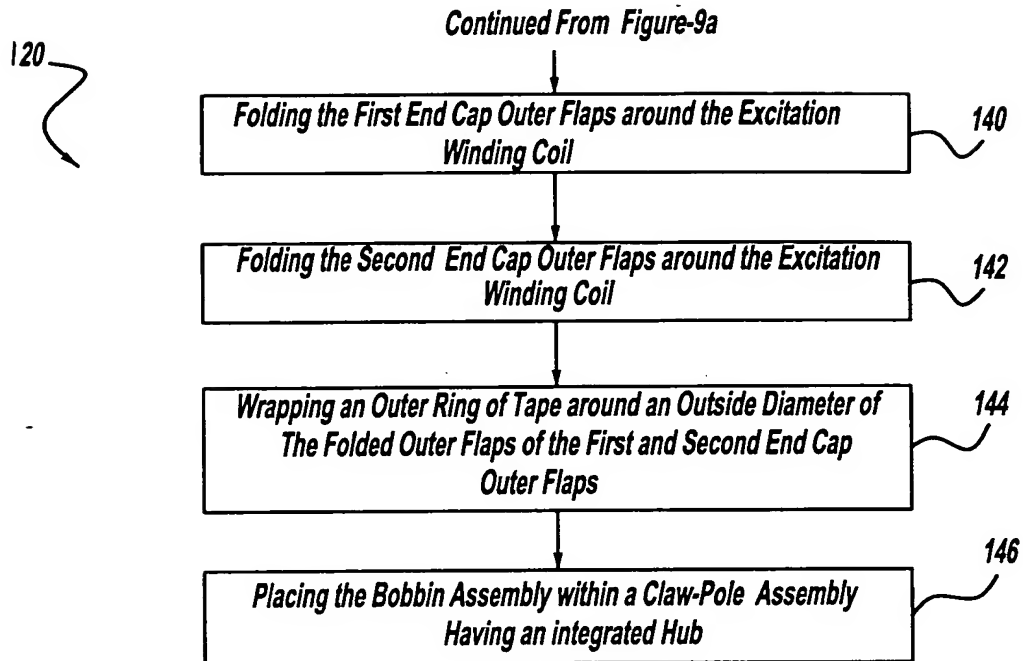 Continued From Figure-9a
120
Folding the First End Cap Outer Flaps around the Excitation
Winding Coil
140
Folding the Second End Cap Outer Flaps around the Excitation
Winding Coil
142
Wrapping an Outer Ring of Tape around an Outside Diameter of
The Folded Outer Flaps of the First and Second End Cap
Outer Flaps
144
Placing the Bobbin Assembly within a Claw-Pole Assembly
Having an integrated Hub
146